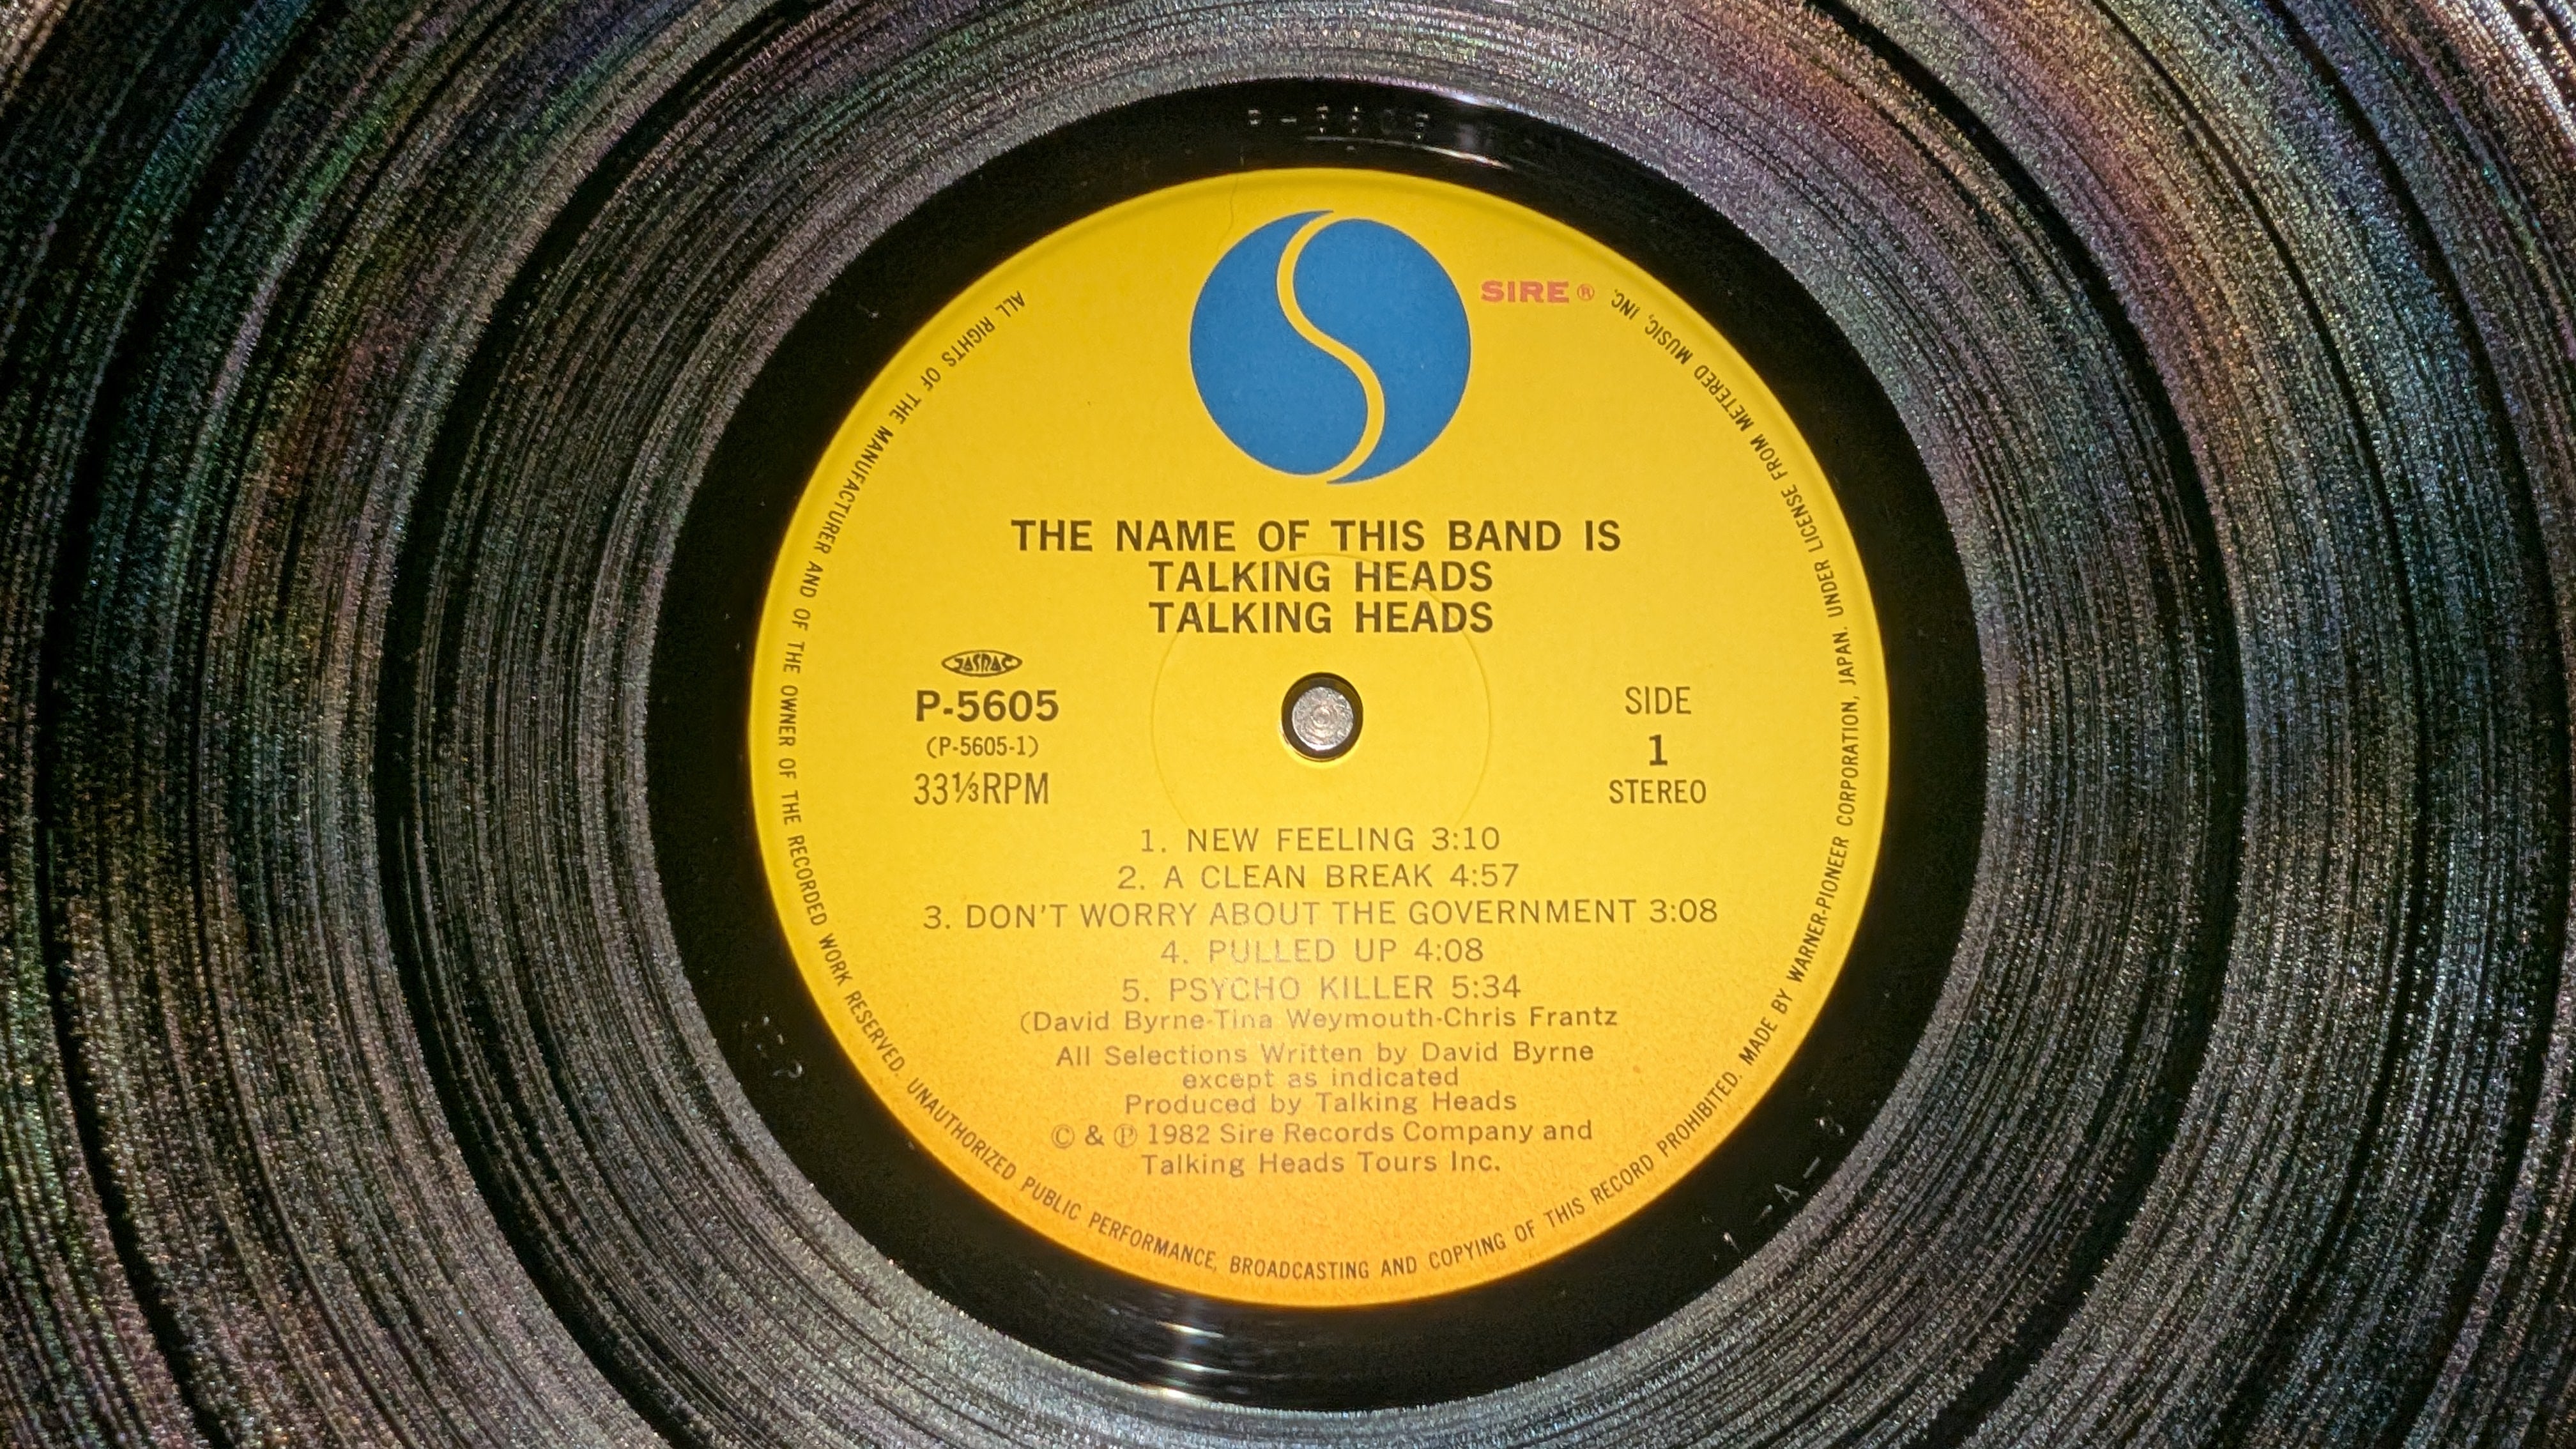 SIRE ®
THE NAME OF THIS BAND IS
TALKING HEADS
TALKING HEADS
JASRAC
P-5605
(P-5605-1)
33⅓RPM
SIDE
1
STEREO
1. NEW FEELING 3:10
2. A CLEAN BREAK 4:57
3. DON'T WORRY ABOUT THE GOVERNMENT 3:08
4. PULLED UP 4:08
5. PSYCHO KILLER 5:34
(David Byrne-Tina Weymouth-Chris Frantz
All Selections Written by David Byrne
except as indicated
Produced by Talking Heads
© & ℗ 1982 Sire Records Company and
Talking Heads Tours Inc.
ALL RIGHTS OF THE MANUFACTURER AND OF THE OWNER OF THE RECORDED WORK RESERVED. UNAUTHORIZED PUBLIC PERFORMANCE, BROADCASTING AND COPYING OF THIS RECORD PROHIBITED. MADE BY WARNER-PIONEER CORPORATION, JAPAN. UNDER LICENSE FROM METERED MUSIC, INC.